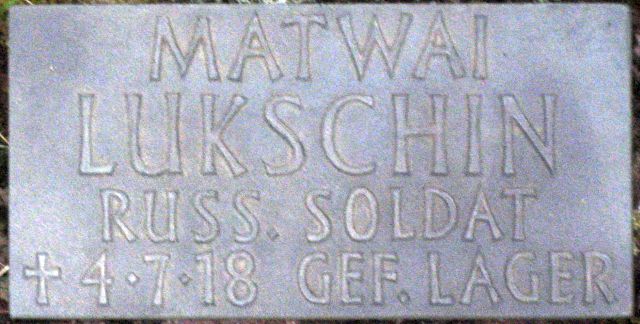 MATWAI
LUKSCHIN
RUSS. SOLDAT
+ 4·7·18 GEF. LAGER